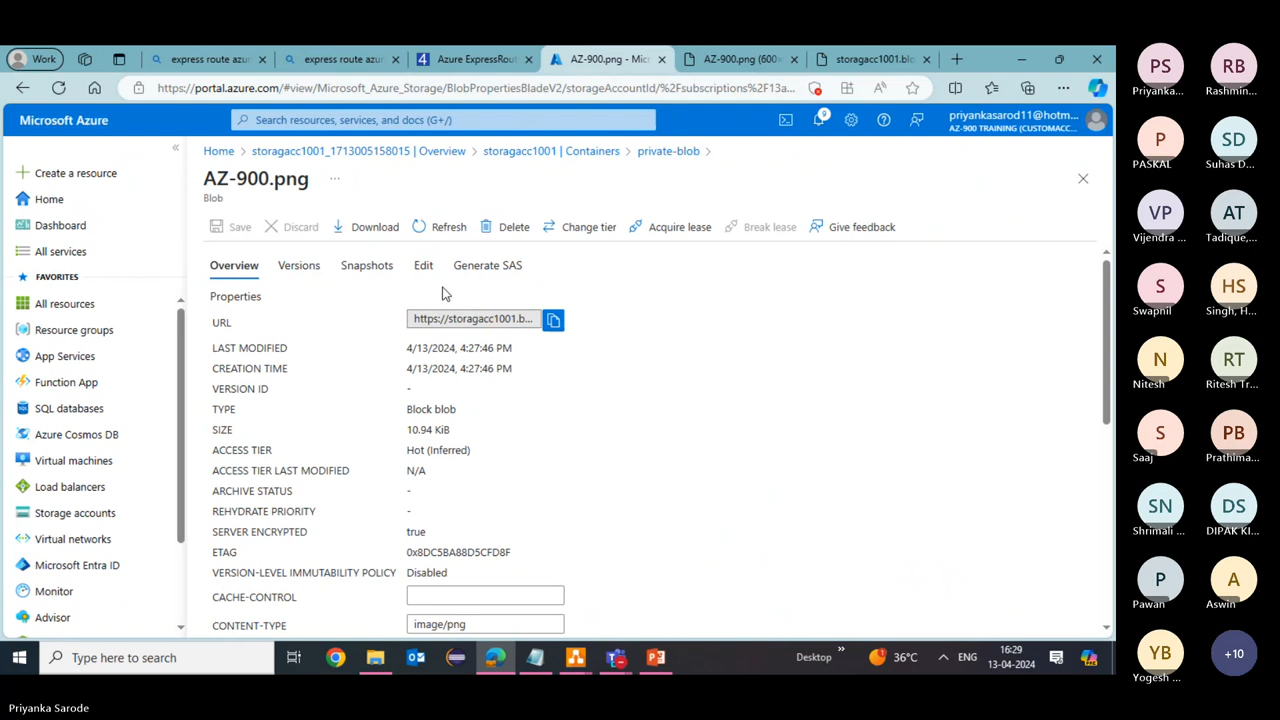 Work
express route azur
express route azur
Azure ExpressRout
AZ-900.png - Micr
AZ-900.png (600×
storagacc1001.blo
https://portal.azure.com/#view/Microsoft_Azure_Storage/BlobPropertiesBladeV2/storageAccountId/%2Fsubscriptions%2F13a...
Microsoft Azure
Search resources, services, and docs (G+/)
9
priyankasarod11@hotm...
AZ-900 TRAINING (CUSTOMACC...
Create a resource
Home
Dashboard
All services
FAVORITES
All resources
Resource groups
App Services
Function App
SQL databases
Azure Cosmos DB
Virtual machines
Load balancers
Storage accounts
Virtual networks
Microsoft Entra ID
Monitor
Advisor
Home > storagacc1001_1713005158015 | Overview > storagacc1001 | Containers > private-blob >
AZ-900.png ...
Blob
Save
Discard
Download
Refresh
Delete
Change tier
Acquire lease
Break lease
Give feedback
Overview
Versions
Snapshots
Edit
Generate SAS
Properties
URL https://storagacc1001.b...
LAST MODIFIED 4/13/2024, 4:27:46 PM
CREATION TIME 4/13/2024, 4:27:46 PM
VERSION ID -
TYPE Block blob
SIZE 10.94 KiB
ACCESS TIER Hot (Inferred)
ACCESS TIER LAST MODIFIED N/A
ARCHIVE STATUS -
REHYDRATE PRIORITY -
SERVER ENCRYPTED true
ETAG 0x8DC5BA88D5CFD8F
VERSION-LEVEL IMMUTABILITY POLICY Disabled
CACHE-CONTROL
CONTENT-TYPE image/png
Type here to search
Desktop
36°C
ENG
16:29
13-04-2024
PS
Priyanka...
RB
Rashmin...
P
PASKAL
SD
Suhas D...
VP
Vijendra ...
AT
Tadique,...
S
Swapnil
HS
Singh, H...
N
Nitesh
RT
Ritesh Tr...
S
Saaj
PB
Prathima...
SN
Shrimali ...
DS
DIPAK KI...
P
Pawan
A
Aswin
YB
Yogesh ...
+10
Priyanka Sarode